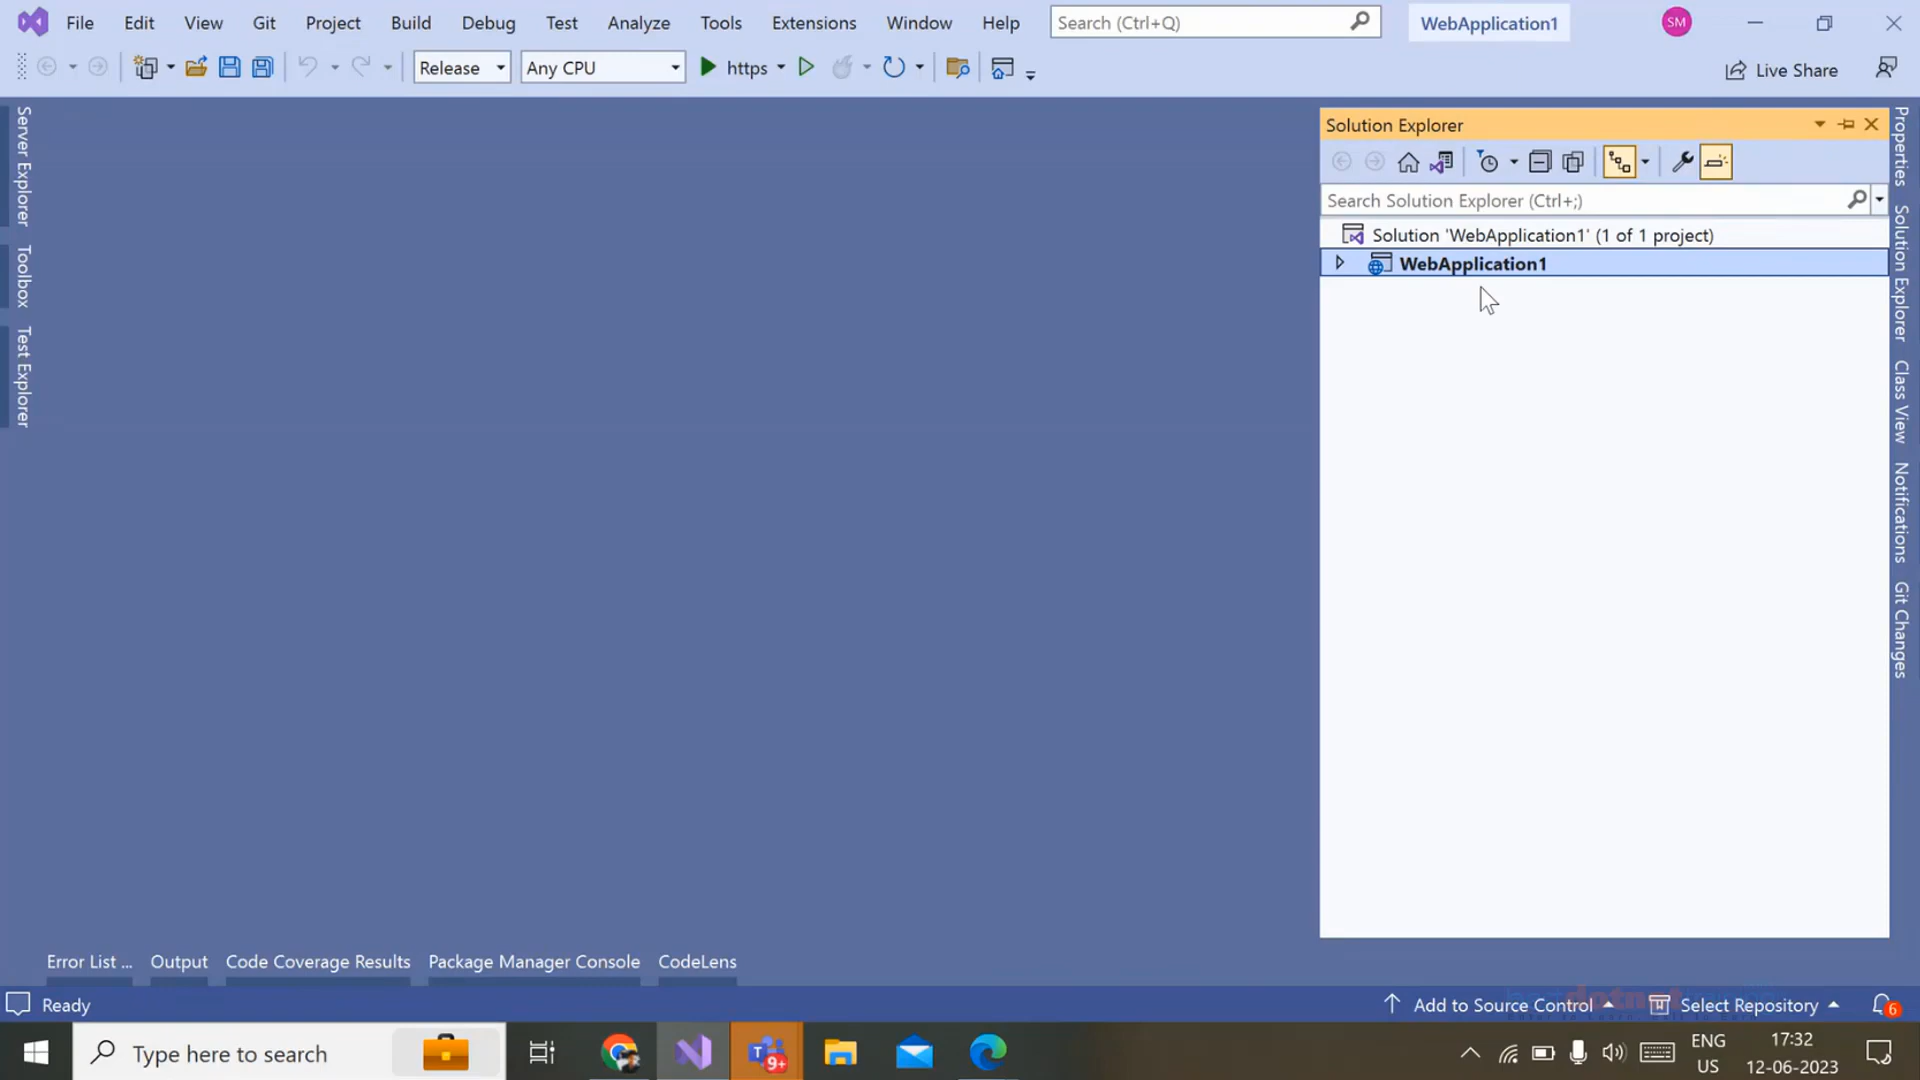 File Edit View Git Project Build Debug Test Analyze Tools Extensions Window Help Search (Ctrl+Q) WebApplication1 SM
Release Any CPU https Live Share
Server Explorer
Toolbox
Test Explorer
Solution Explorer
Search Solution Explorer (Ctrl+;)
Solution 'WebApplication1' (1 of 1 project)
WebApplication1
Properties
Solution Explorer
Class View
Notifications
Git Changes
Error List ... Output Code Coverage Results Package Manager Console CodeLens
Ready Add to Source Control Select Repository 6
Type here to search 9+ ENG 17:32
US 12-06-2023